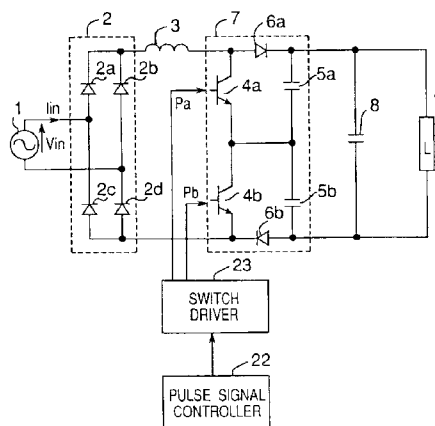 2
3
7
6a
2a
2b
5a
4a
8
1
Iin
Vin
Pa
L
2c
2d
Pb
4b
5b
6b
23
SWITCH
DRIVER
22
PULSE SIGNAL
CONTROLLER